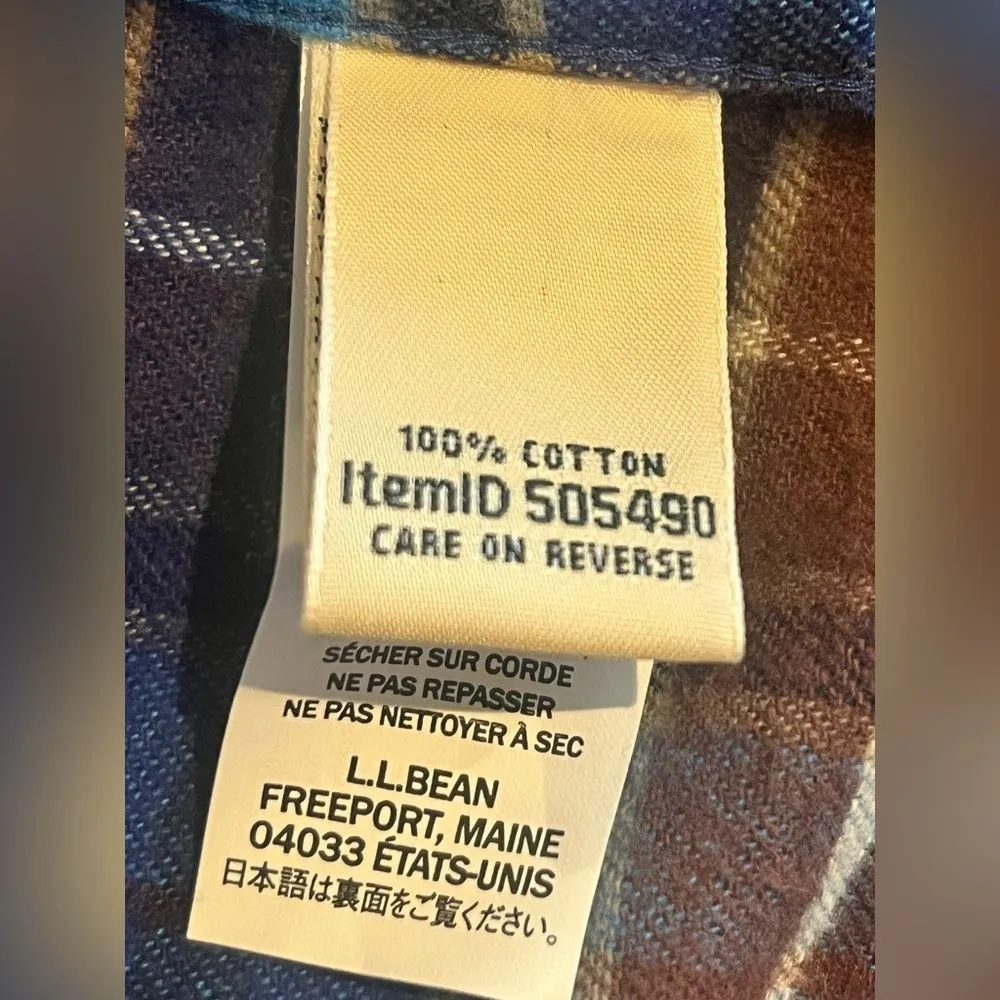 100% COTTON
ItemID 505490
CARE ON REVERSE
SÉCHER SUR CORDE
NE PAS REPASSER
NE PAS NETTOYER À SEC
L.L.BEAN
FREEPORT, MAINE
04033 ÉTATS-UNIS
日本語は裏面をご覧ください。